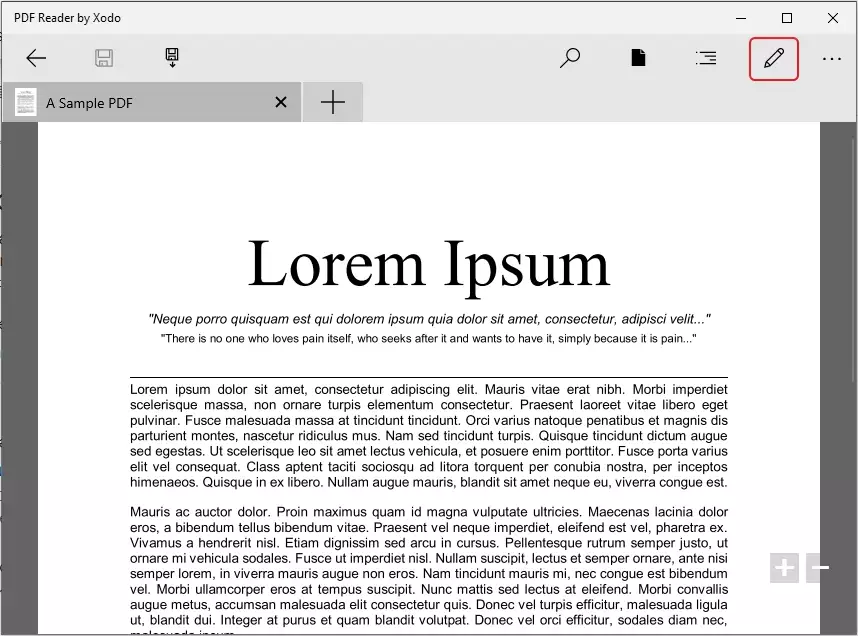 PDF Reader by Xodo
A Sample PDF
Lorem Ipsum
"Neque porro quisquam est qui dolorem ipsum quia dolor sit amet, consectetur, adipisci velit..."
"There is no one who loves pain itself, who seeks after it and wants to have it, simply because it is pain..."
Lorem ipsum dolor sit amet, consectetur adipiscing elit. Mauris vitae erat nibh. Morbi imperdiet
scelerisque massa, non ornare turpis elementum consectetur. Praesent laoreet vitae libero eget
pulvinar. Fusce malesuada massa at tincidunt tincidunt. Orci varius natoque penatibus et magnis dis
parturient montes, nascetur ridiculus mus. Nam sed tincidunt turpis. Quisque tincidunt dictum augue
sed egestas. Ut scelerisque leo sit amet lectus vehicula, et posuere enim porttitor. Fusce porta varius
elit vel consequat. Class aptent taciti sociosqu ad litora torquent per conubia nostra, per inceptos
himenaeos. Quisque in ex libero. Nullam augue mauris, blandit sit amet neque eu, viverra congue est.
Mauris ac auctor dolor. Proin maximus quam id magna vulputate ultricies. Maecenas lacinia dolor
eros, a bibendum tellus bibendum vitae. Praesent vel neque imperdiet, eleifend est vel, pharetra ex.
Vivamus a hendrerit nisl. Etiam dignissim sed arcu in cursus. Pellentesque rutrum semper justo, ut
ornare mi vehicula sodales. Fusce ut imperdiet nisl. Nullam suscipit, lectus et semper ornare, ante nisi
semper lorem, in viverra mauris augue non eros. Nam tincidunt mauris mi, nec congue est bibendum
vel. Morbi ullamcorper eros at tempus suscipit. Nunc mattis sed lectus at eleifend. Morbi convallis
augue metus, accumsan malesuada elit consectetur quis. Donec vel turpis efficitur, malesuada ligula
ut, blandit dui. Integer at purus et quam blandit volutpat. Donec vel orci efficitur, sodales diam nec,